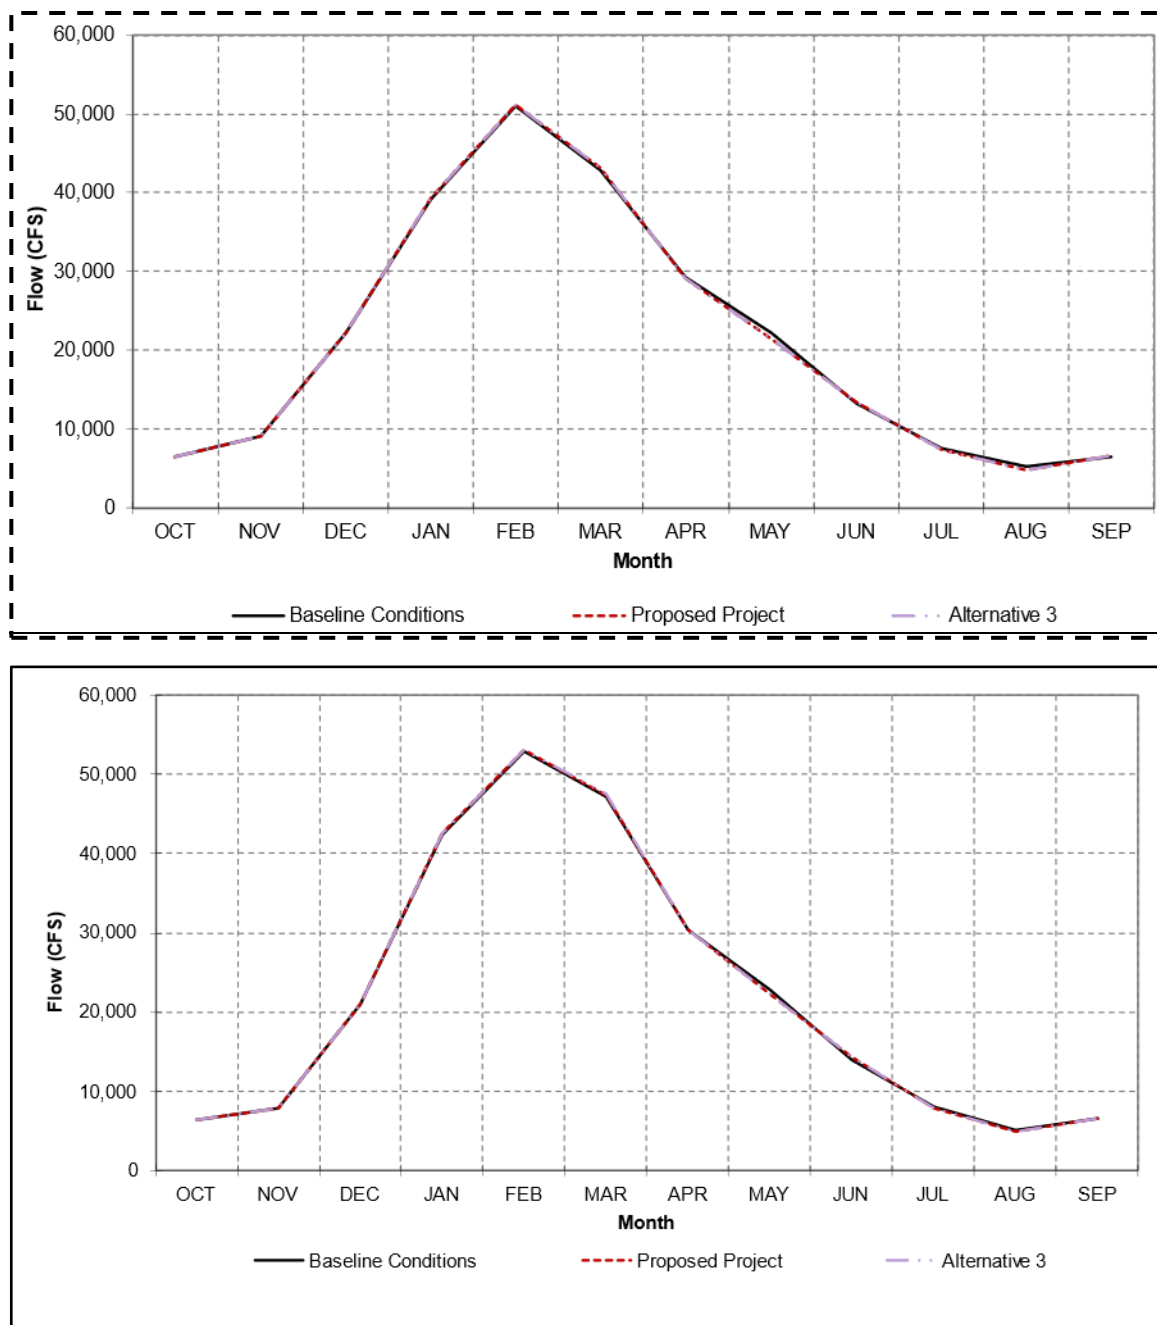 60,000
50,000
40,000
30,000
20,000
10,000
0
Flow (CFS)
OCT NOV DEC JAN FEB MAR APR MAY JUN JUL AUG SEP
Month
Baseline Conditions Proposed Project Alternative 3
60,000
50,000
40,000
30,000
20,000
10,000
0
Flow (CFS)
OCT NOV DEC JAN FEB MAR APR MAY JUN JUL AUG SEP
Month
Baseline Conditions Proposed Project Alternative 3